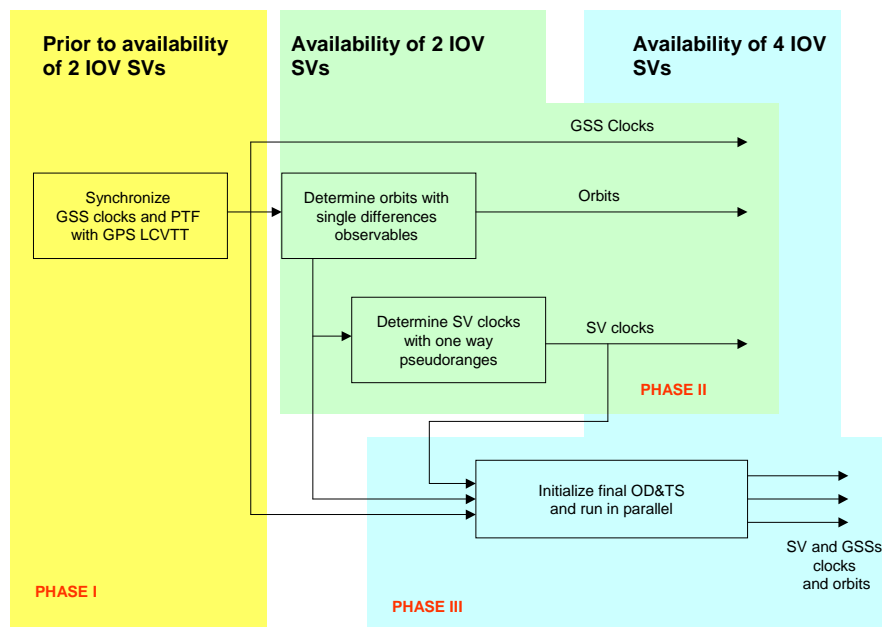 Prior to availability
of 2 IOV SVs
Availability of 2 IOV
SVs
Availability of 4 IOV
SVs
GSS Clocks
Synchronize
GSS clocks and PTF
with GPS LCVTT
Determine orbits with
single differences
observables
Orbits
Determine SV clocks
with one way
pseudoranges
SV clocks
PHASE II
Initialize final OD&TS
and run in parallel
SV and GSSs
clocks
and orbits
PHASE I
PHASE III